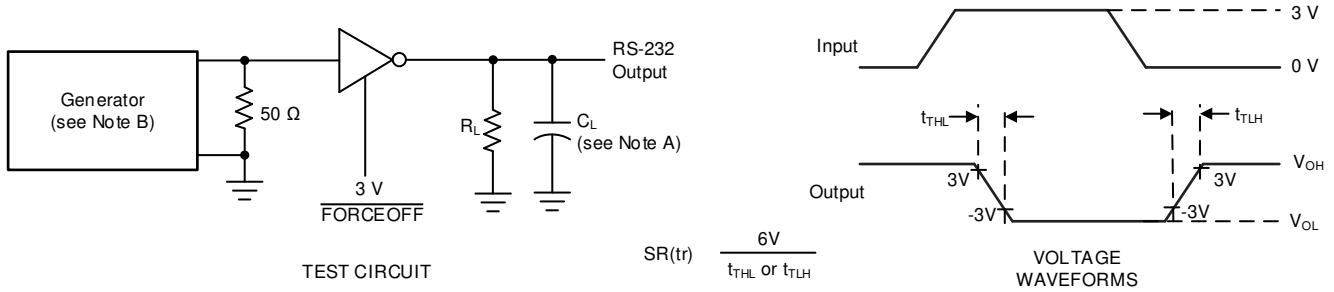 Generator
(see Note B)
50 Ω
3 V
FORCEOFF
RS-232
Output
R_L
C_L
(see Note A)
TEST CIRCUIT
SR(tr)
6V
t_THL or t_TLH
Input
3 V
0 V
t_THL
t_TLH
Output
3V
-3V
-3V
3V
V_OH
V_OL
VOLTAGE
WAVEFORMS